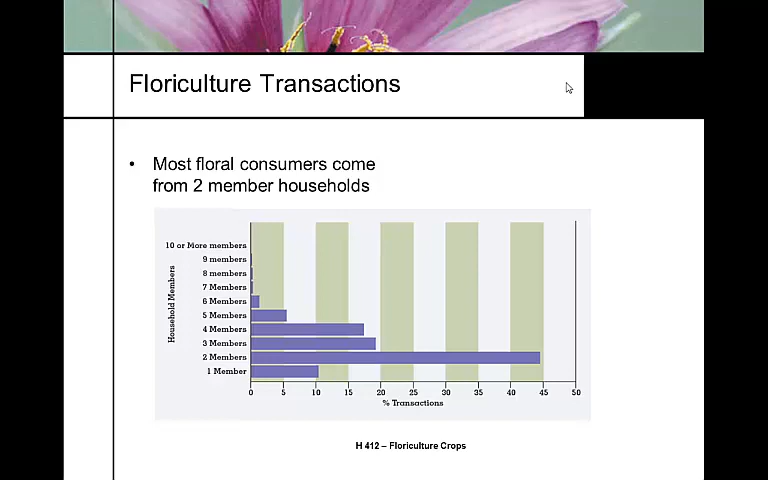 Floriculture Transactions
• Most floral consumers come
from 2 member households
Household Members
10 or More members
9 members
8 members
7 Members
6 Members
5 Members
4 Members
3 Members
2 Members
1 Member
0 5 10 15 20 25 30 35 40 45 50
% Transactions
H 412 – Floriculture Crops